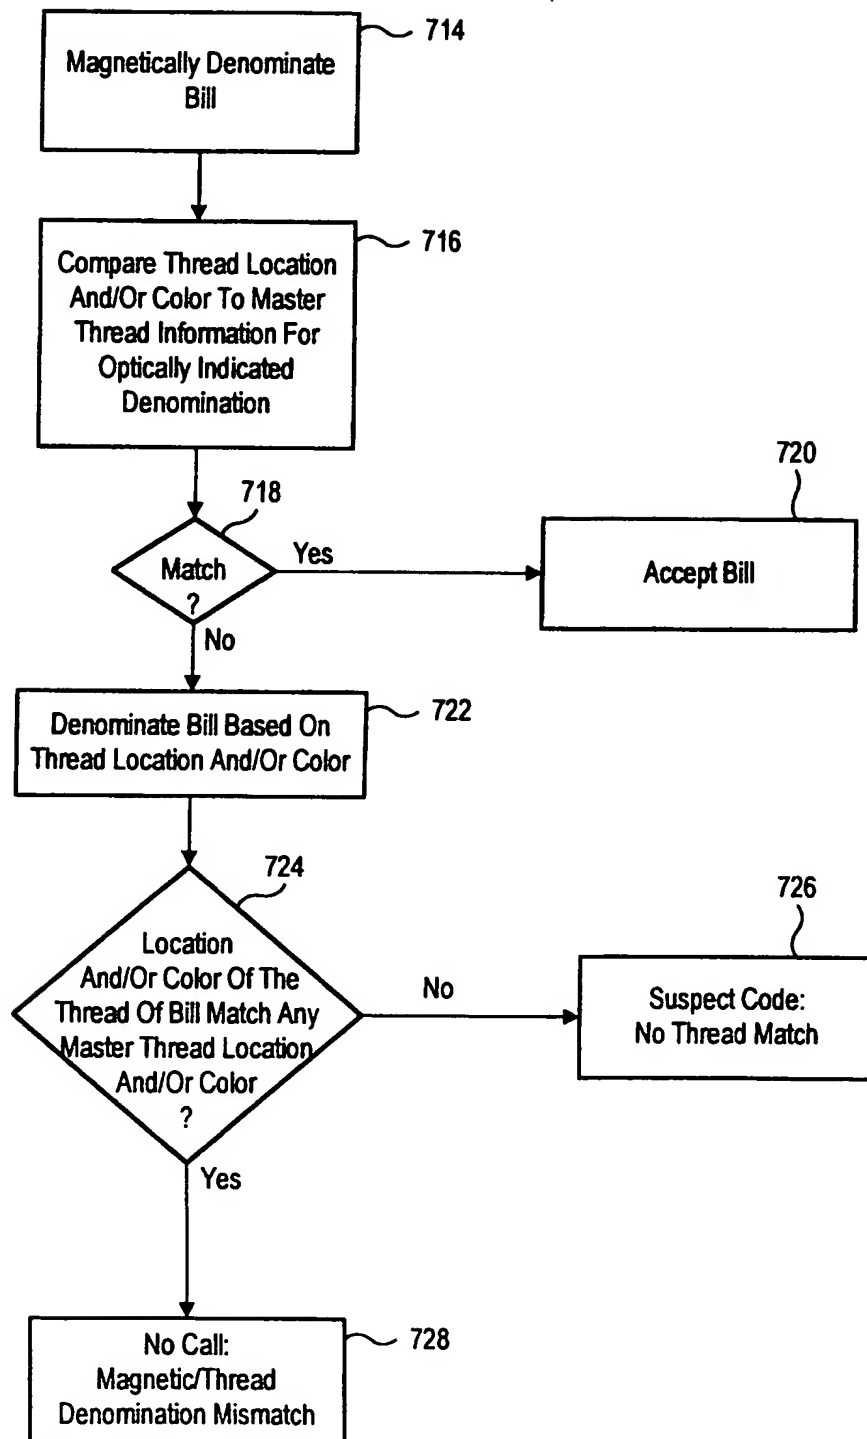 714
Magnetically Denominate
Bill
716
Compare Thread Location
And/Or Color To Master
Thread Information For
Optically Indicated
Denomination
718
Match
?
Yes
No
720
Accept Bill
722
Denominate Bill Based On
Thread Location And/Or Color
724
Location
And/Or Color Of The
Thread Of Bill Match Any
Master Thread Location
And/Or Color
?
No
Yes
726
Suspect Code:
No Thread Match
728
No Call:
Magnetic/Thread
Denomination Mismatch